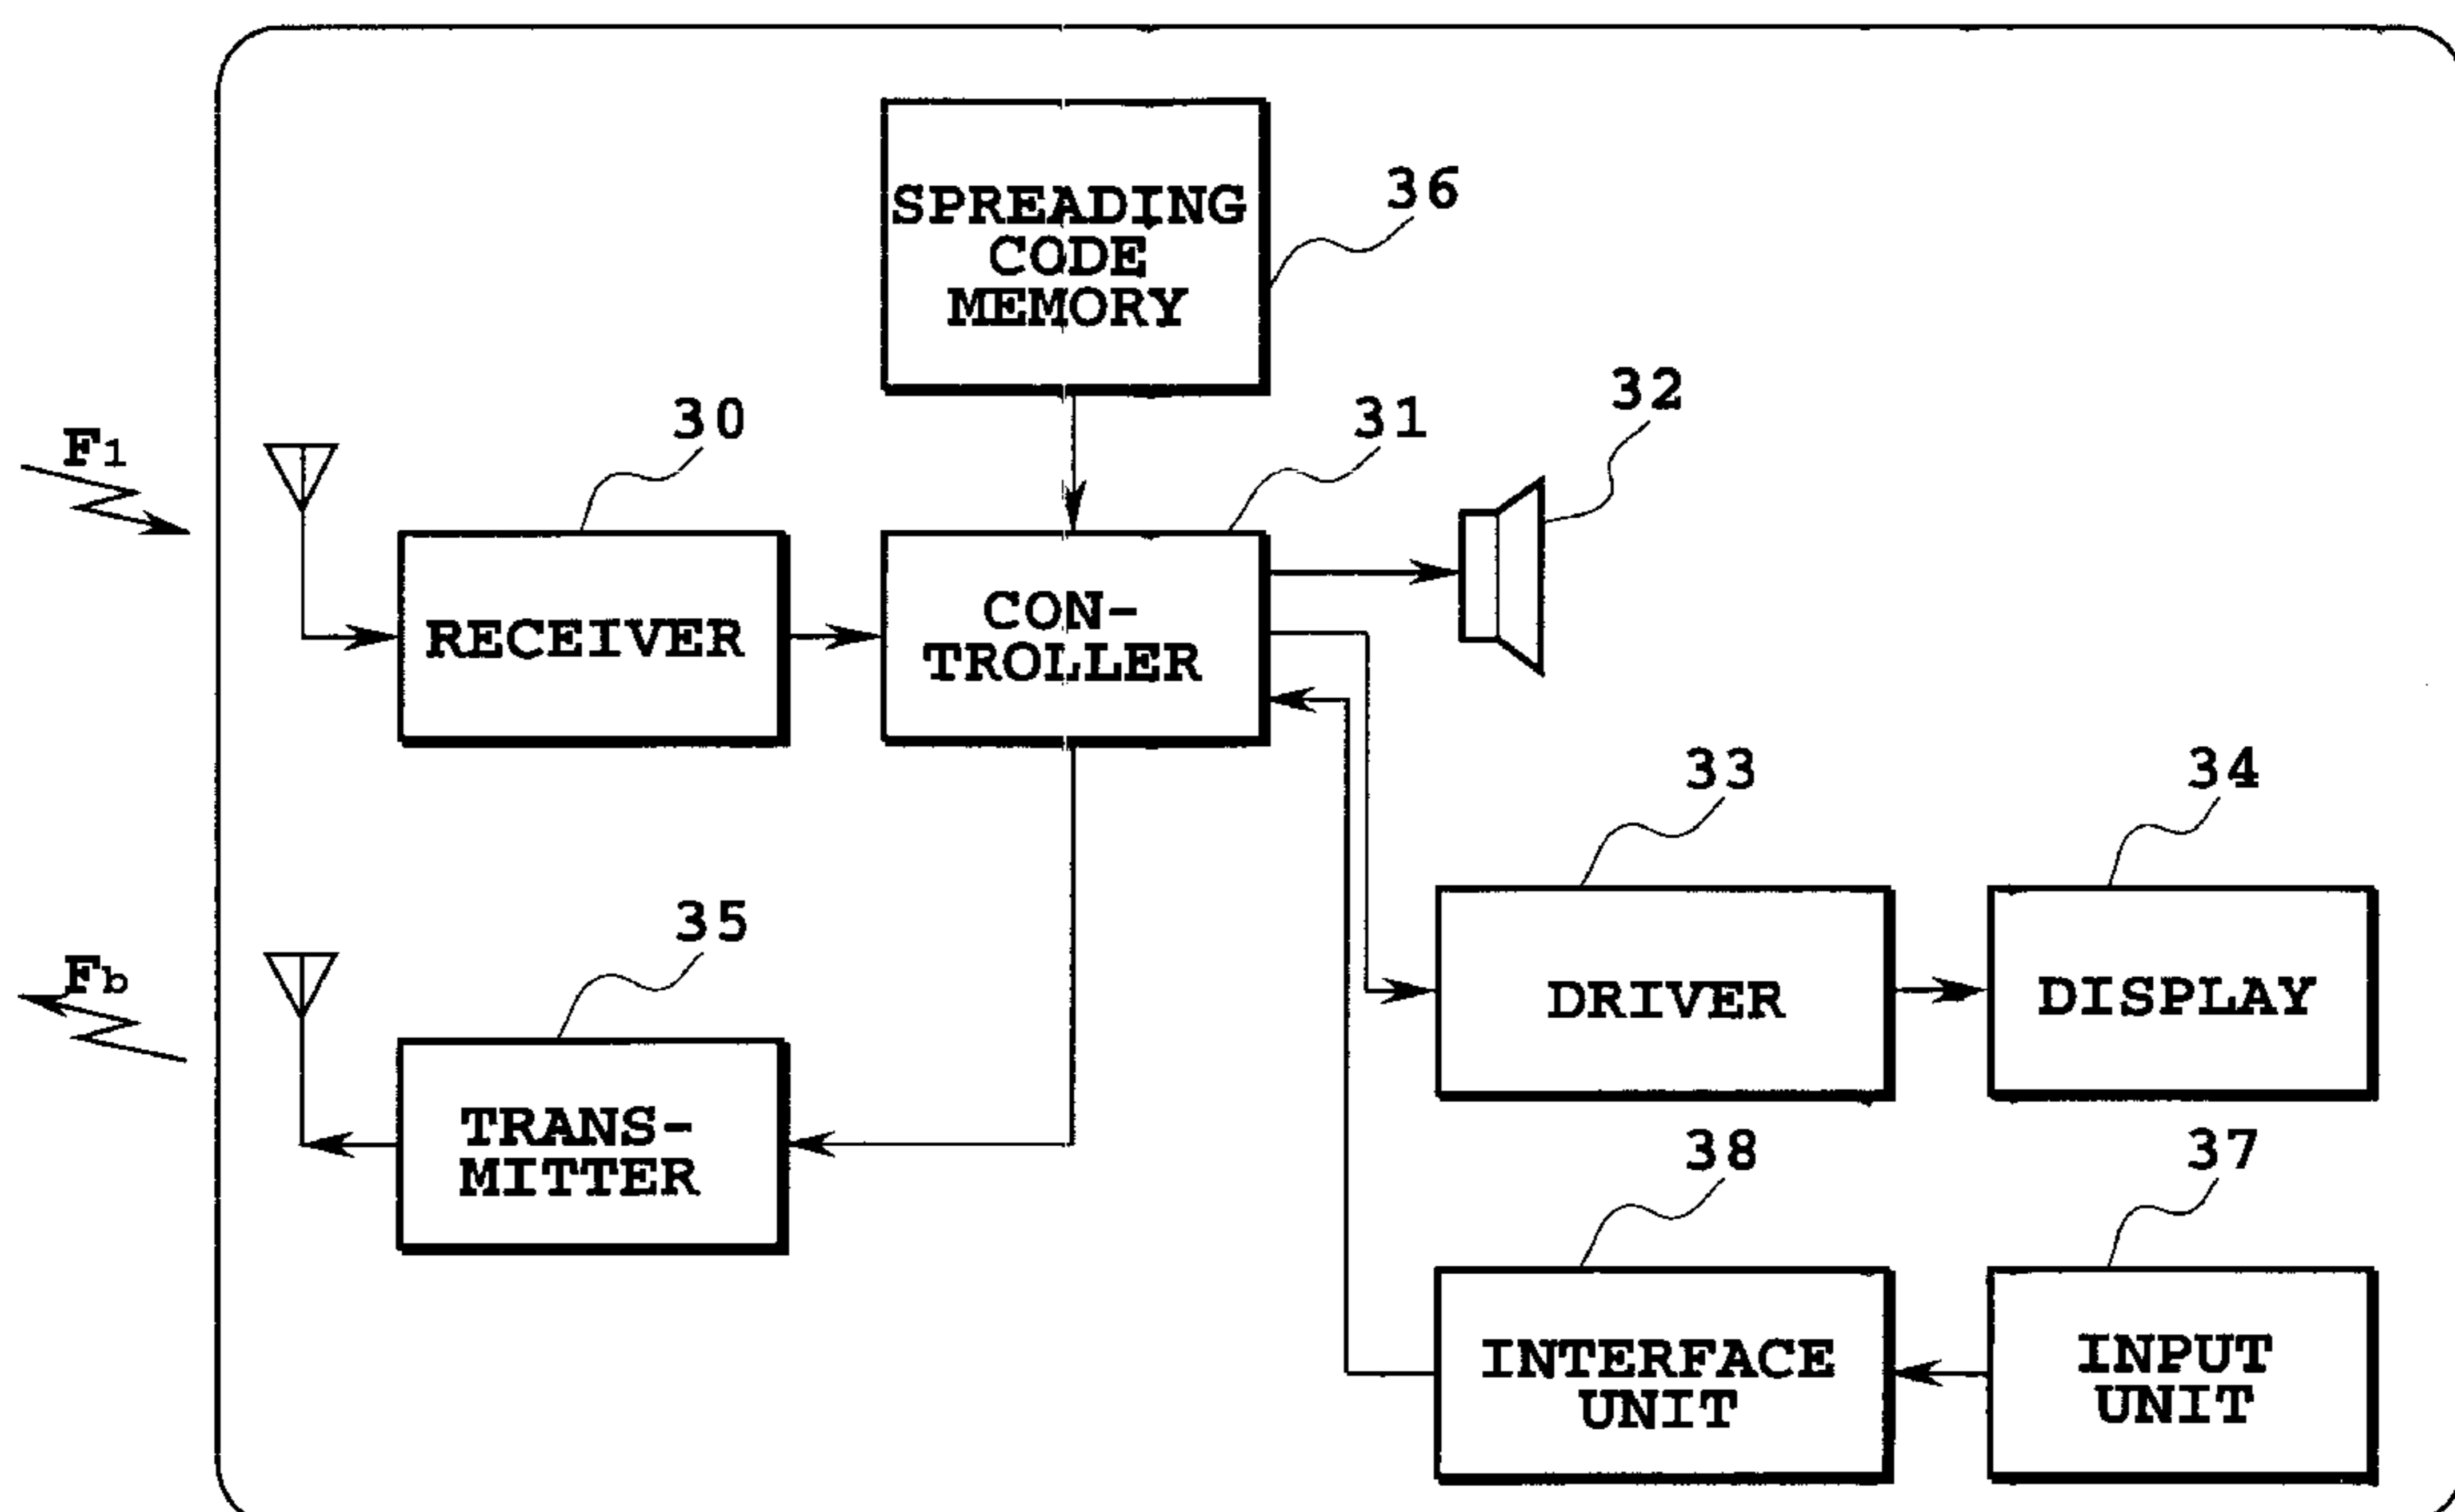 36
SPREADING
CODE
MEMORY
32
30
31
F1
CON-
TROLLER
RECEIVER
33
34
35
Fb
DRIVER
DISPLAY
TRANS-
MITTER
38
37
INTERFACE
UNIT
INPUT
UNIT